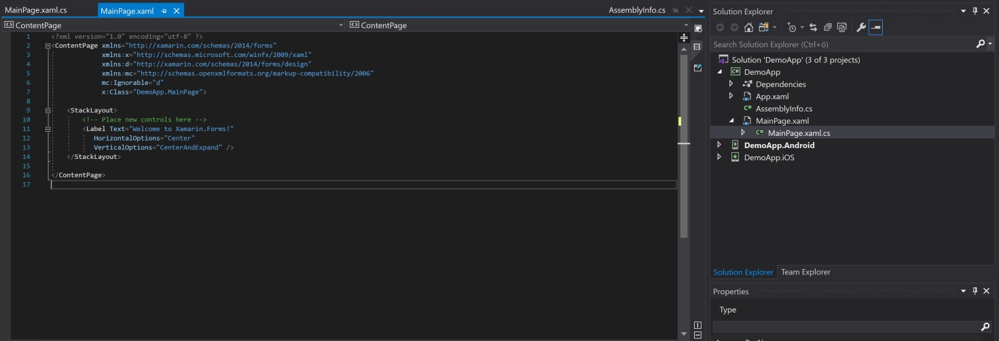 MainPage.xaml.cs
MainPage.xaml
AssemblyInfo.cs
ContentPage
ContentPage
1 <?xml version="1.0" encoding="utf-8" ?>
2 <ContentPage xmlns="http://xamarin.com/schemas/2014/forms"
3 xmlns:x="http://schemas.microsoft.com/winfx/2009/xaml"
4 xmlns:d="http://xamarin.com/schemas/2014/forms/design"
5 xmlns:mc="http://schemas.openxmlformats.org/markup-compatibility/2006"
6 mc:Ignorable="d"
7 x:Class="DemoApp.MainPage">
8
9 <StackLayout>
10 <!-- Place new controls here -->
11 <Label Text="Welcome to Xamarin.Forms!"
12 HorizontalOptions="Center"
13 VerticalOptions="CenterAndExpand" />
14 </StackLayout>
15
16 </ContentPage>
17
Solution Explorer
Search Solution Explorer (Ctrl+ö)
Solution 'DemoApp' (3 of 3 projects)
C# DemoApp
Dependencies
App.xaml
C# AssemblyInfo.cs
MainPage.xaml
C# MainPage.xaml.cs
DemoApp.Android
DemoApp.iOS
Solution Explorer
Team Explorer
Properties
Type